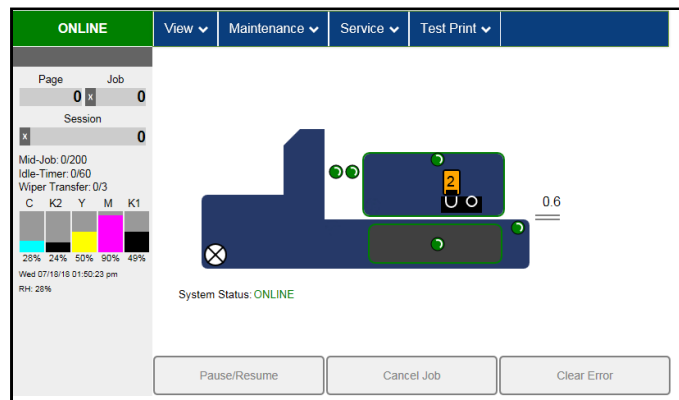 ONLINE
View
Maintenance
Service
Test Print
Page Job
0 x 0
Session
x 0
Mid-Job: 0/200
Idle-Timer: 0/60
Wiper Transfer: 0/3
C K2 Y M K1
28% 24% 50% 90% 49%
Wed 07/18/18 01:50:23 pm
RH: 28%
2
0.6
System Status: ONLINE
Pause/Resume
Cancel Job
Clear Error